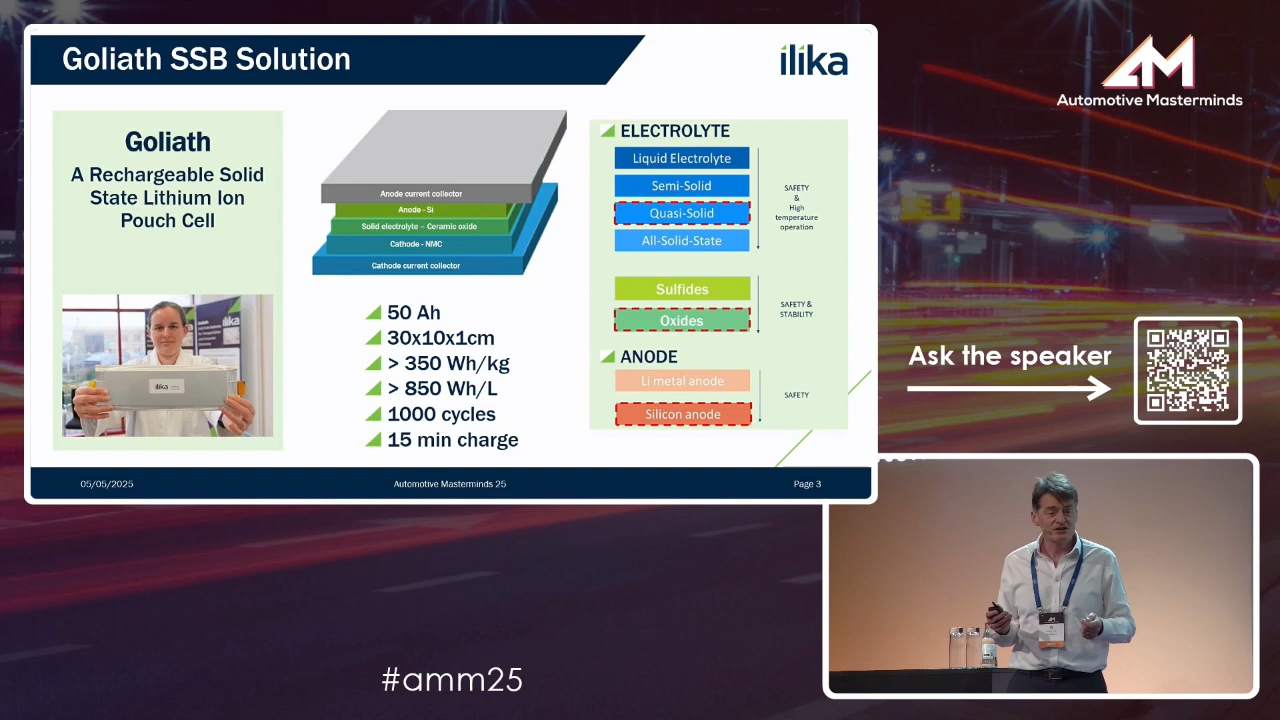 Goliath SSB Solution
ilika
Goliath
A Rechargeable Solid
State Lithium Ion
Pouch Cell
ilika
ilika
Anode current collector
Anode - Si
Solid electrolyte – Ceramic oxide
Cathode - NMC
Cathode current collector
50 Ah
30x10x1cm
> 350 Wh/kg
> 850 Wh/L
1000 cycles
15 min charge
ELECTROLYTE
Liquid Electrolyte
Semi-Solid
Quasi-Solid
All-Solid-State
SAFETY
&
High
temperature
operation
Sulfides
Oxides
SAFETY &
STABILITY
ANODE
Li metal anode
Silicon anode
SAFETY
05/05/2025
Automotive Masterminds 25
Page 3
AM
Automotive Masterminds
Ask the speaker
#amm25